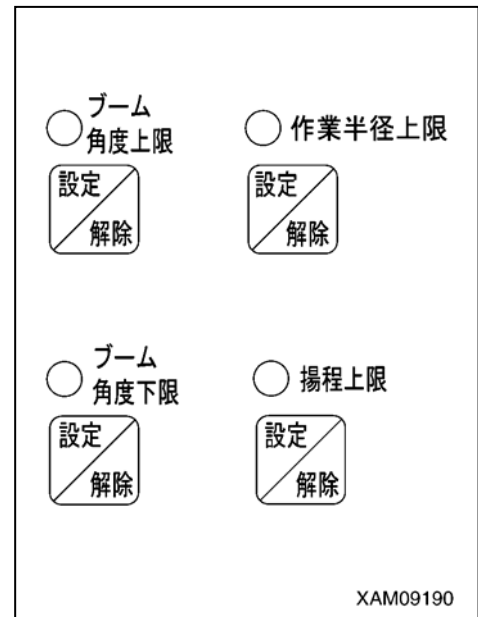 ブーム
角度上限
作業半径上限
設定
解除
設定
解除
ブーム
角度下限
揚程上限
設定
解除
設定
解除
XAM09190